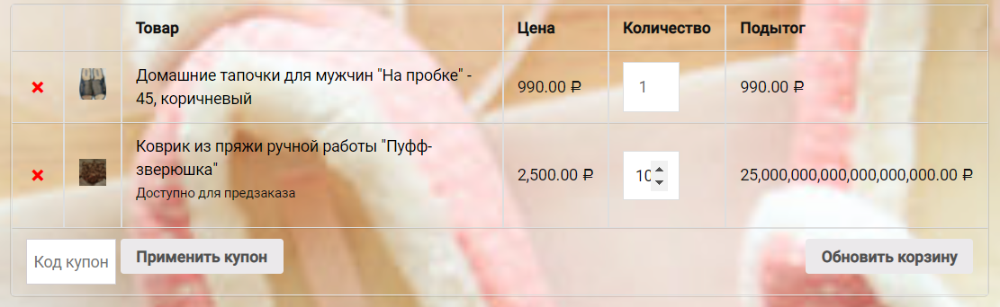 Товар Цена Количество Подытог
Домашние тапочки для мужчин "На пробке" -
45, коричневый
990.00 ₽ 1 990.00 ₽
Коврик из пряжи ручной работы "Пуфф-
зверюшка"
Доступно для предзаказа
2,500.00 ₽ 10 25,000,000,000,000,000,000.00 ₽
Код купон Применить купон Обновить корзину